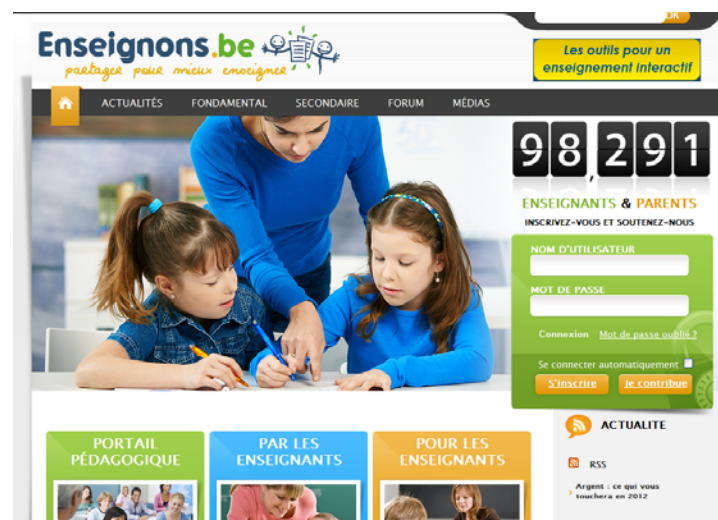 OK
Enseignons.be
partager pour mieux enseigner
Les outils pour un
enseignement interactif
ACTUALITÉS FONDAMENTAL SECONDAIRE FORUM MÉDIAS
98,291
ENSEIGNANTS & PARENTS
INSCRIVEZ-VOUS ET SOUTENEZ-NOUS
NOM D'UTILISATEUR
MOT DE PASSE
Connexion Mot de passe oublié ?
Se connecter automatiquement
S'inscrire Je contribue
ACTUALITE
RSS
Argent : ce qui vous
touchera en 2012
PORTAIL
PÉDAGOGIQUE
PAR LES
ENSEIGNANTS
POUR LES
ENSEIGNANTS